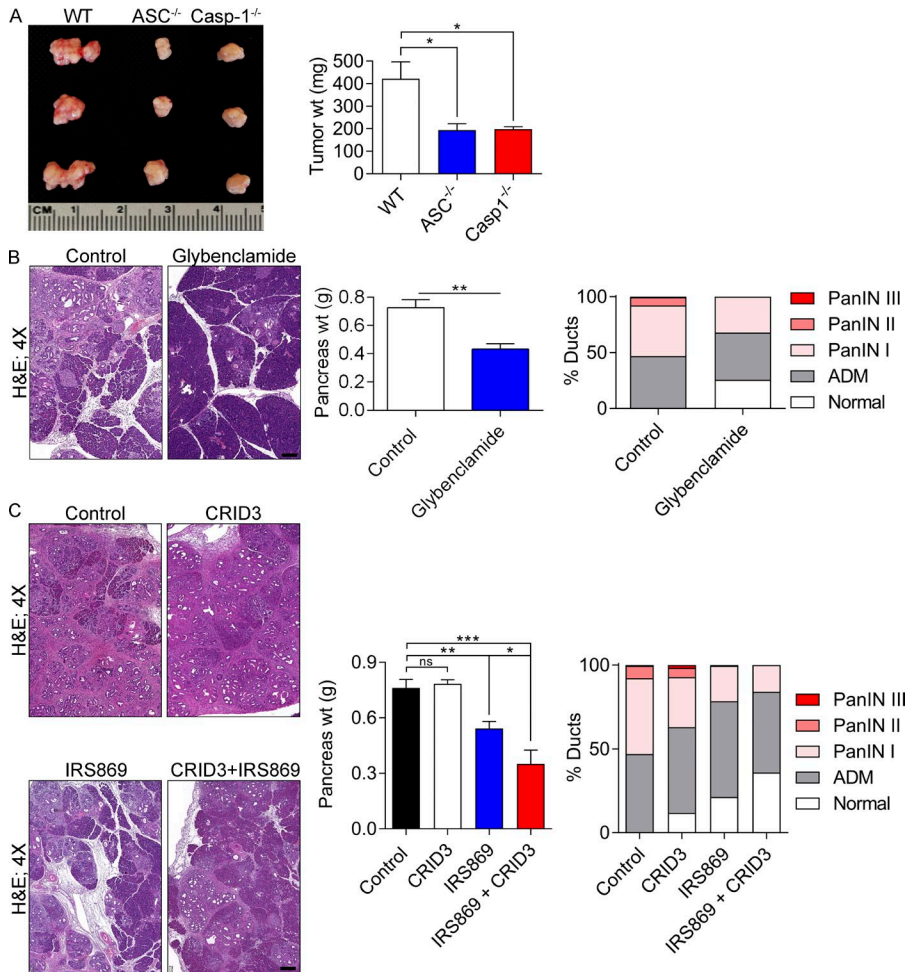 A
WT ASC-/- Casp-1-/-
CM 1 2 3 4 5
Tumor wt (mg)
500
400
300
200
100
0
* *
WT ASC-/- Casp1-/-
B
Control Glybenclamide
H&E; 4X
Pancreas wt (g)
0.8
0.6
0.4
0.2
0.0
**
Control Glybenclamide
% Ducts
100
50
0
Control Glybenclamide
PanIN III
PanIN II
PanIN I
ADM
Normal
C
Control CRID3
H&E; 4X
IRS869 CRID3+IRS869
H&E; 4X
Pancreas wt (g)
0.9
0.6
0.3
0.0
***
** *
ns
Control CRID3 IRS869 IRS869 + CRID3
% Ducts
100
50
0
Control CRID3 IRS869 IRS869 + CRID3
PanIN III
PanIN II
PanIN I
ADM
Normal